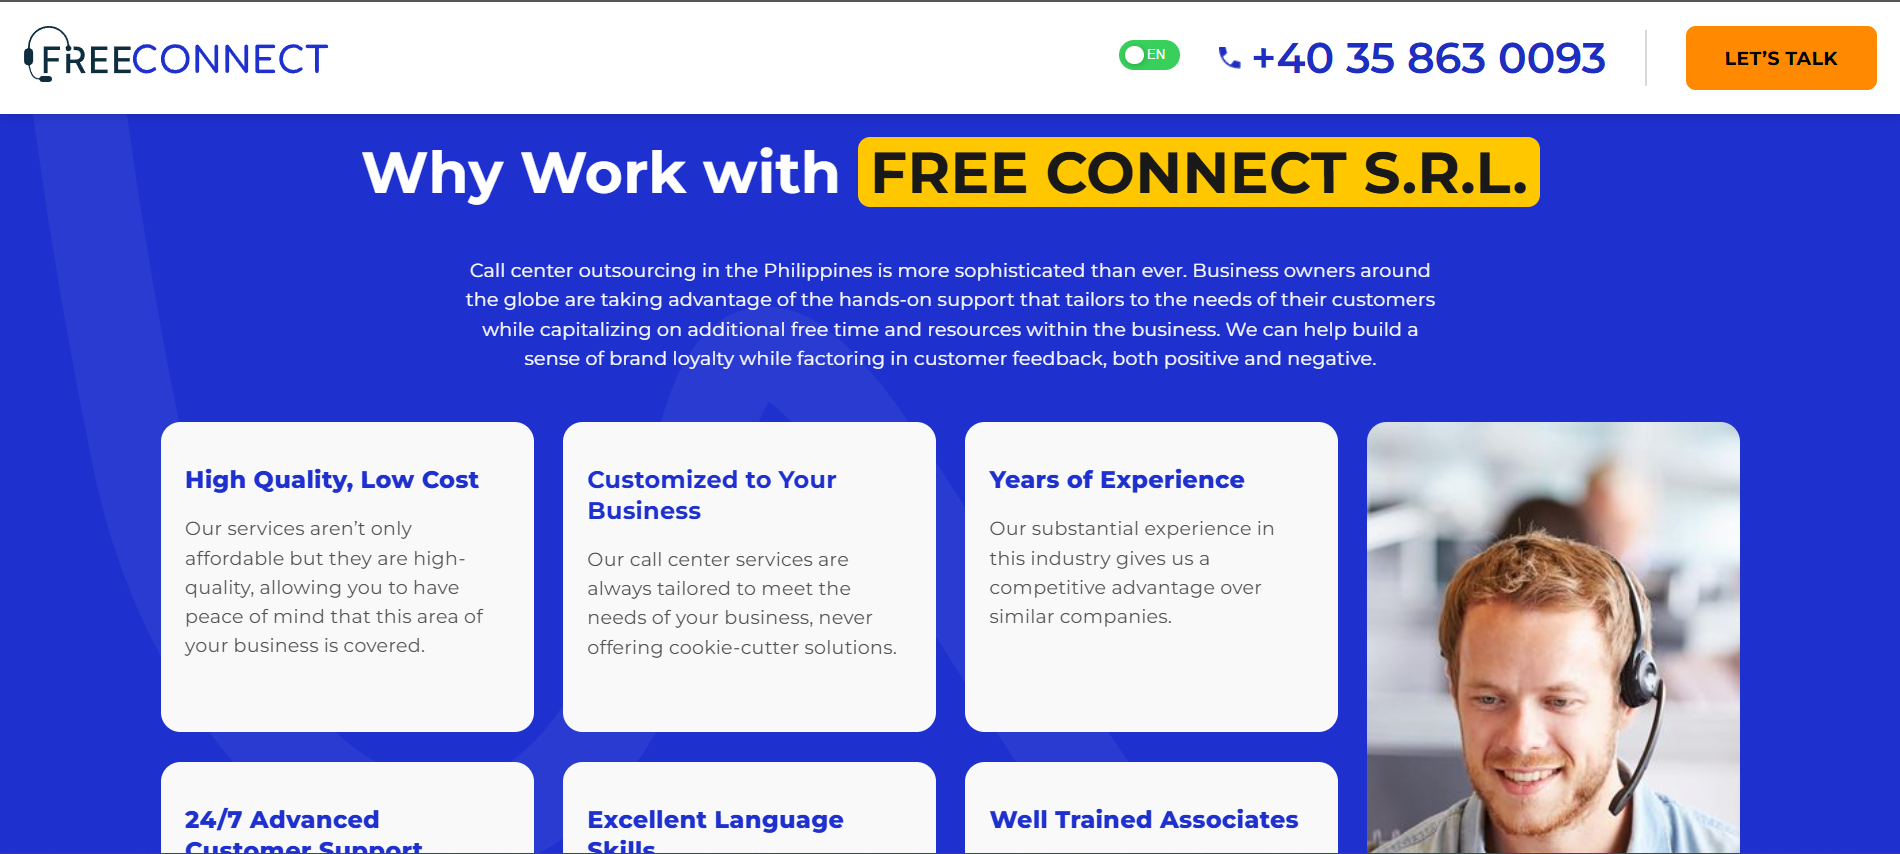 FREECONNECT
EN
+40 35 863 0093
LET’S TALK
Why Work with FREE CONNECT S.R.L.
Call center outsourcing in the Philippines is more sophisticated than ever. Business owners around
the globe are taking advantage of the hands-on support that tailors to the needs of their customers
while capitalizing on additional free time and resources within the business. We can help build a
sense of brand loyalty while factoring in customer feedback, both positive and negative.
High Quality, Low Cost
Our services aren’t only
affordable but they are high-
quality, allowing you to have
peace of mind that this area of
your business is covered.
Customized to Your
Business
Our call center services are
always tailored to meet the
needs of your business, never
offering cookie-cutter solutions.
Years of Experience
Our substantial experience in
this industry gives us a
competitive advantage over
similar companies.
24/7 Advanced
Customer Support
Excellent Language
Skills
Well Trained Associates